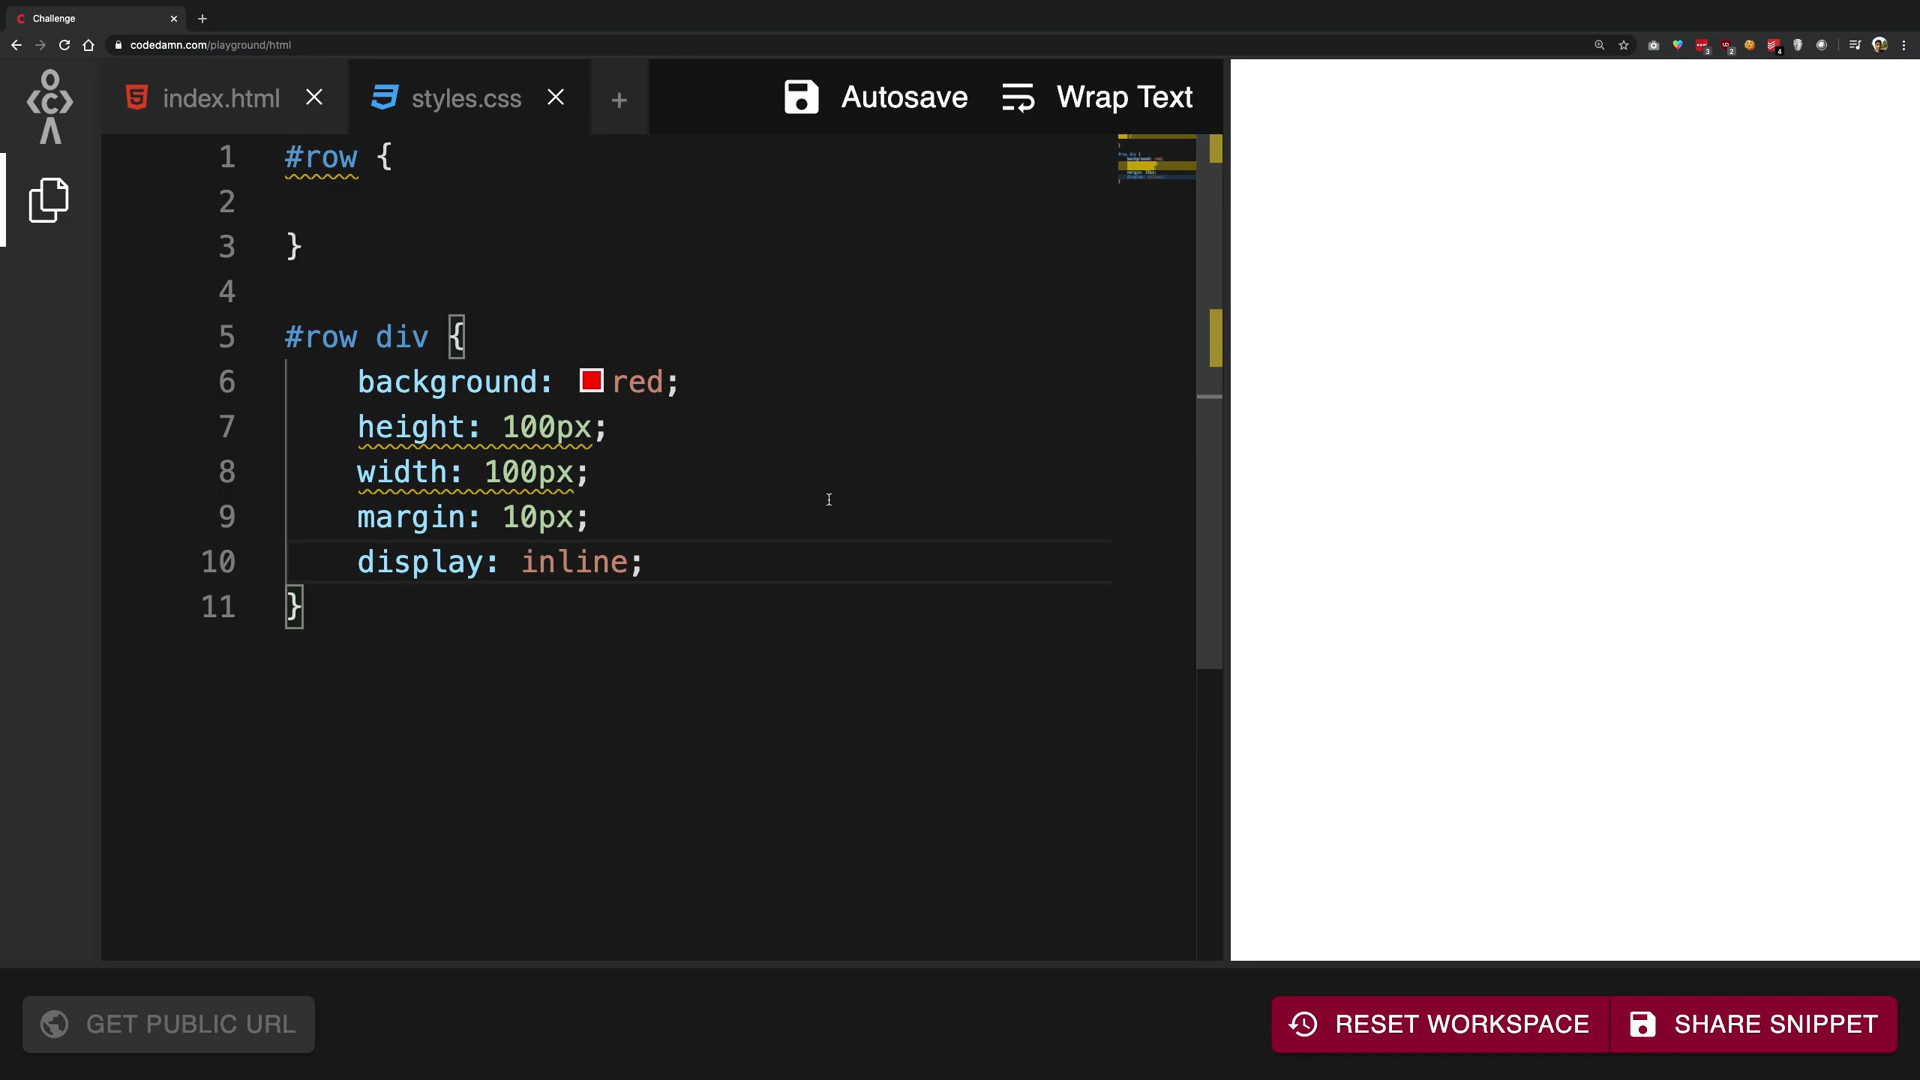 Challenge
codedamn.com/playground/html
index.html
styles.css
Autosave
Wrap Text
1 #row {
2
3 }
4
5 #row div {
6 background: red;
7 height: 100px;
8 width: 100px;
9 margin: 10px;
10 display: inline;
11 }
GET PUBLIC URL
RESET WORKSPACE
SHARE SNIPPET